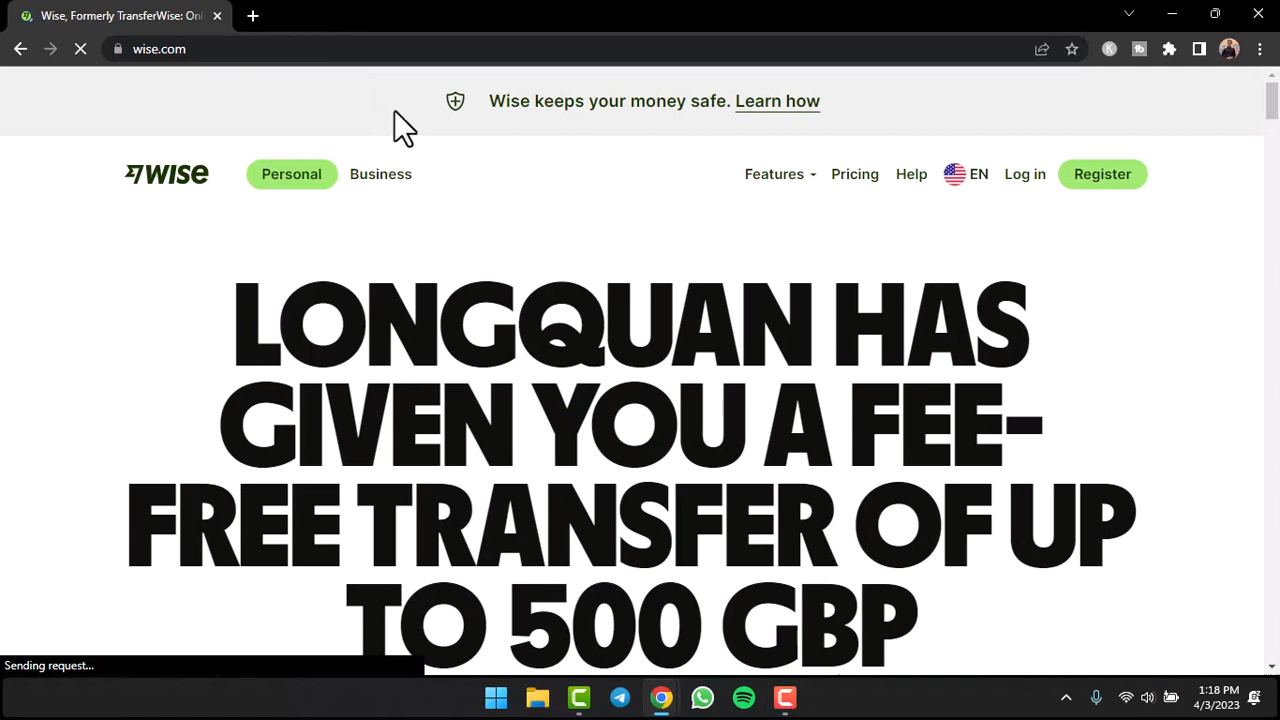 Wise, Formerly TransferWise: Onl
wise.com
Wise keeps your money safe. Learn how
WISE
Personal
Business
Features
Pricing
Help
EN
Log in
Register
LONGQUAN HAS
GIVEN YOU A FEE-
FREE TRANSFER OF UP
TO 500 GBP
Sending request...
1:18 PM
4/3/2023